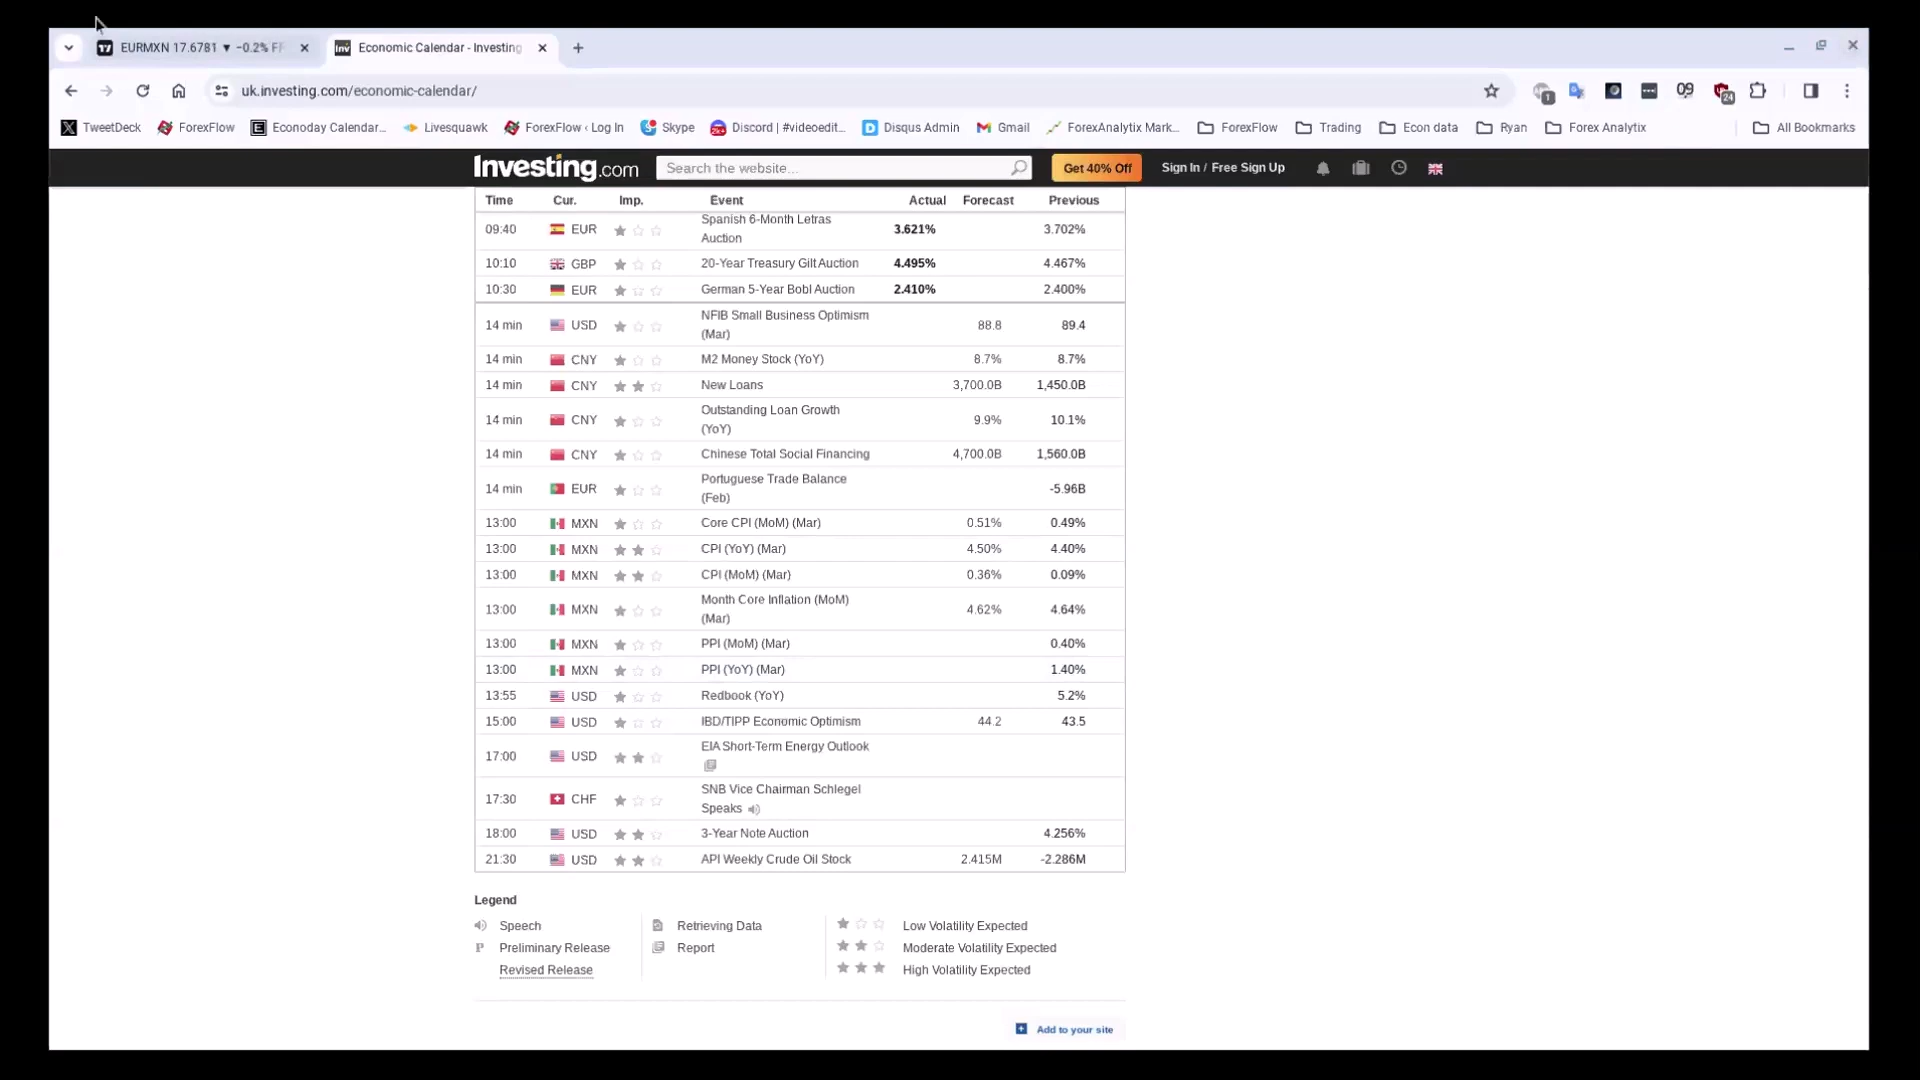 EURMXN 17.6781 ▼ −0.2% FF
Economic Calendar - Investing
uk.investing.com/economic-calendar/
1
09
24
TweetDeck
ForexFlow
Econoday Calendar...
Livesquawk
ForexFlow ‹ Log In
Skype
Discord | #videoedit...
Disqus Admin
Gmail
ForexAnalytix Mark...
ForexFlow
Trading
Econ data
Ryan
Forex Analytix
All Bookmarks
Investing.com
Search the website...
Get 40% Off
Sign In / Free Sign Up
Time Cur. Imp. Event Actual Forecast Previous
09:40 EUR Spanish 6-Month Letras 3.621% 3.702%
Auction
10:10 GBP 20-Year Treasury Gilt Auction 4.495% 4.467%
10:30 EUR German 5-Year Bobl Auction 2.410% 2.400%
14 min USD NFIB Small Business Optimism 88.8 89.4
(Mar)
14 min CNY M2 Money Stock (YoY) 8.7% 8.7%
14 min CNY New Loans 3,700.0B 1,450.0B
14 min CNY Outstanding Loan Growth 9.9% 10.1%
(YoY)
14 min CNY Chinese Total Social Financing 4,700.0B 1,560.0B
14 min EUR Portuguese Trade Balance -5.96B
(Feb)
13:00 MXN Core CPI (MoM) (Mar) 0.51% 0.49%
13:00 MXN CPI (YoY) (Mar) 4.50% 4.40%
13:00 MXN CPI (MoM) (Mar) 0.36% 0.09%
13:00 MXN Month Core Inflation (MoM) 4.62% 4.64%
(Mar)
13:00 MXN PPI (MoM) (Mar) 0.40%
13:00 MXN PPI (YoY) (Mar) 1.40%
13:55 USD Redbook (YoY) 5.2%
15:00 USD IBD/TIPP Economic Optimism 44.2 43.5
17:00 USD EIA Short-Term Energy Outlook
17:30 CHF SNB Vice Chairman Schlegel
Speaks
18:00 USD 3-Year Note Auction 4.256%
21:30 USD API Weekly Crude Oil Stock 2.415M -2.286M
Legend
Speech Retrieving Data Low Volatility Expected
P Preliminary Release Report Moderate Volatility Expected
Revised Release High Volatility Expected
Add to your site